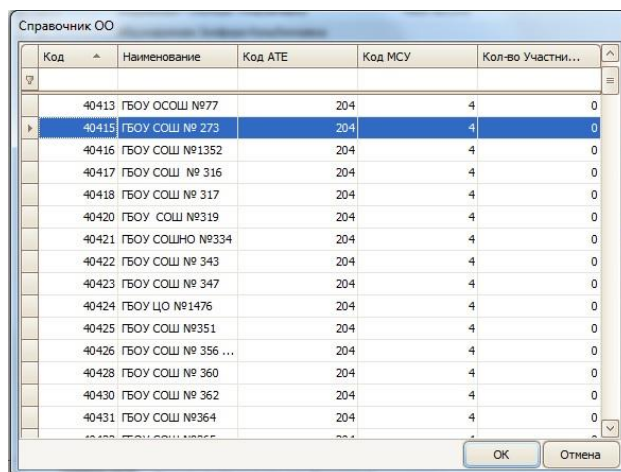 Справочник ОО
Код Наименование Код АТЕ Код МСУ Кол-во Участни...
40413 ГБОУ ОСОШ №77 204 4 0
40415 ГБОУ СОШ № 273 204 4 0
40416 ГБОУ СОШ №1352 204 4 0
40417 ГБОУ СОШ № 316 204 4 0
40418 ГБОУ СОШ № 317 204 4 0
40420 ГБОУ СОШ №319 204 4 0
40421 ГБОУ СОШНО №334 204 4 0
40422 ГБОУ СОШ № 343 204 4 0
40423 ГБОУ СОШ № 347 204 4 0
40424 ГБОУ ЦО №1476 204 4 0
40425 ГБОУ СОШ №351 204 4 0
40426 ГБОУ СОШ № 356 ... 204 4 0
40428 ГБОУ СОШ № 360 204 4 0
40430 ГБОУ СОШ № 362 204 4 0
40431 ГБОУ СОШ №364 204 4 0
ОК Отмена